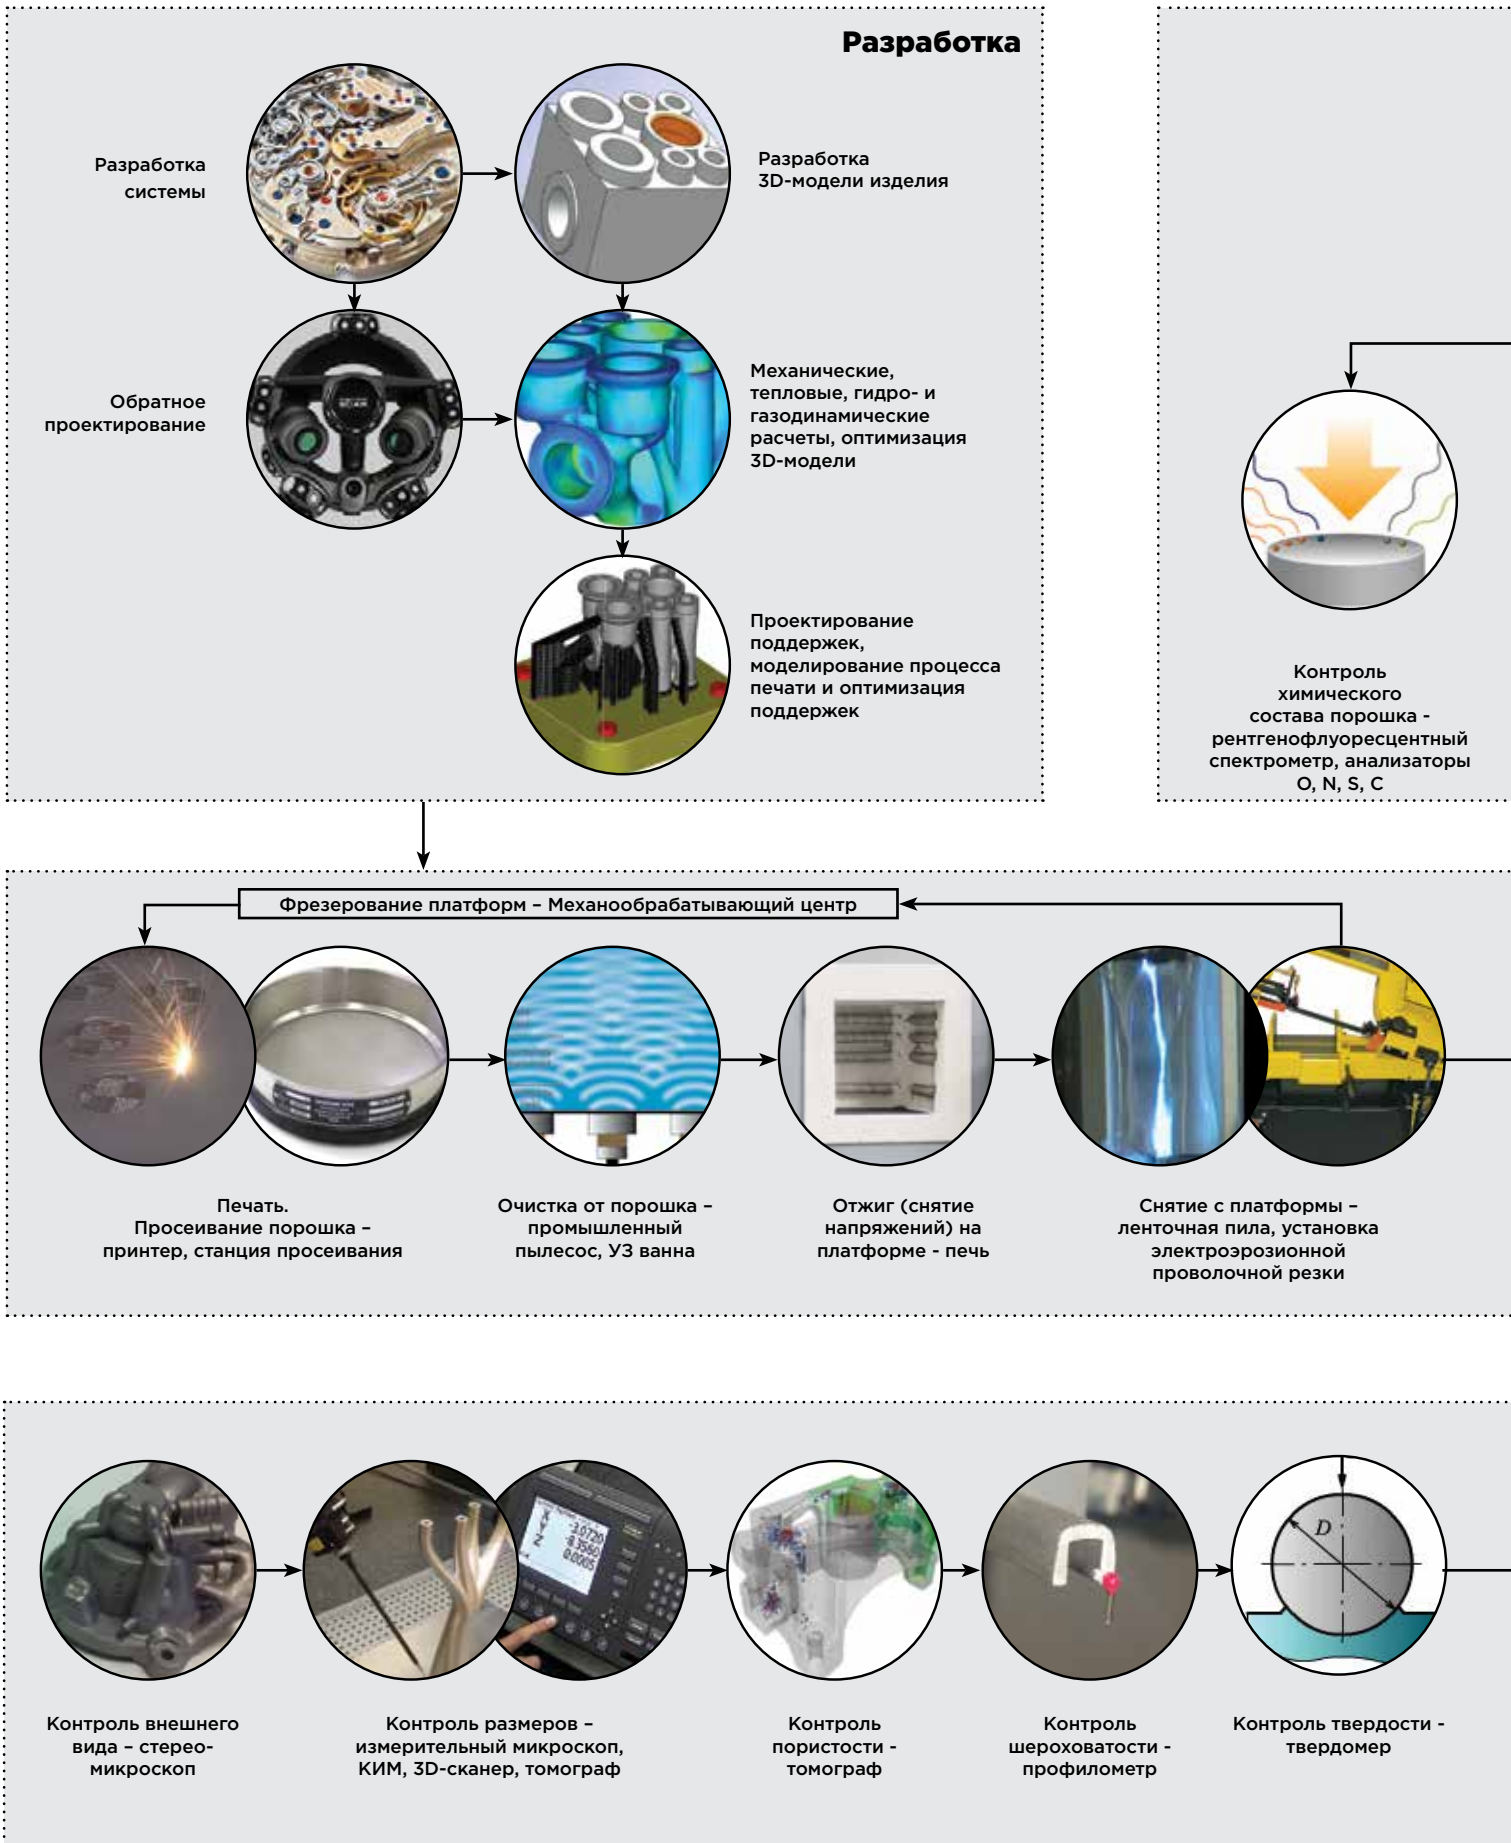 Разработка
Разработка
системы
Разработка
3D-модели изделия
Обратное
проектирование
Механические,
тепловые, гидро- и
газодинамические
расчеты, оптимизация
3D-модели
Проектирование
поддержек,
моделирование процесса
печати и оптимизация
поддержек
Контроль
химического
состава порошка -
рентгенофлуоресцентный
спектрометр, анализаторы
O, N, S, C
Фрезерование платформ – Механообрабатывающий центр
Печать.
Просеивание порошка –
принтер, станция просеивания
Очистка от порошка –
промышленный
пылесос, УЗ ванна
Отжиг (снятие
напряжений) на
платформе - печь
Снятие с платформы –
ленточная пила, установка
электроэрозионной
проволочной резки
X -3.0720
Y -8.3560
Z 0.0005
D
Контроль внешнего
вида – стерео-
микроскоп
Контроль размеров –
измерительный микроскоп,
КИМ, 3D-сканер, томограф
Контроль
пористости -
томограф
Контроль
шероховатости -
профилометр
Контроль твердости -
твердомер